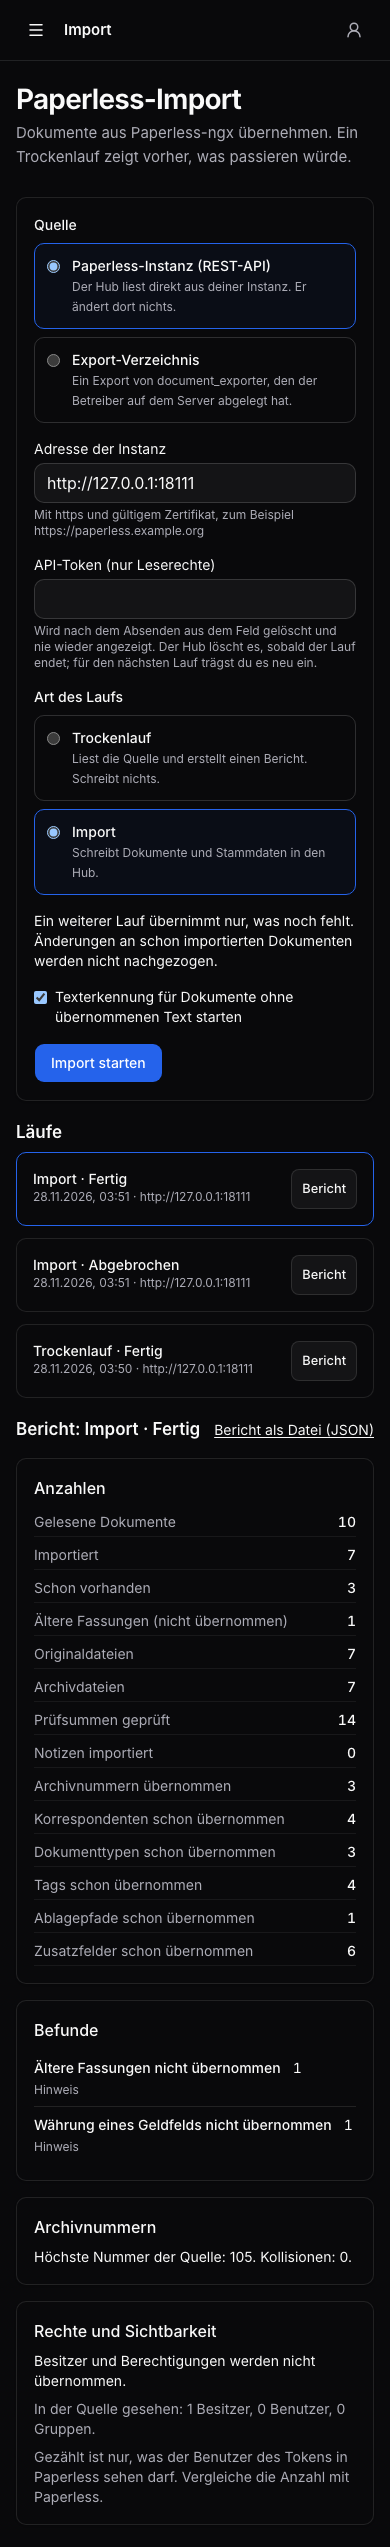 Import
Paperless-Import
Dokumente aus Paperless-ngx übernehmen. Ein
Trockenlauf zeigt vorher, was passieren würde.
Quelle
Paperless-Instanz (REST-API)
Der Hub liest direkt aus deiner Instanz. Er
ändert dort nichts.
Export-Verzeichnis
Ein Export von document_exporter, den der
Betreiber auf dem Server abgelegt hat.
Adresse der Instanz
http://127.0.0.1:18111
Mit https und gültigem Zertifikat, zum Beispiel
https://paperless.example.org
API-Token (nur Leserechte)
Wird nach dem Absenden aus dem Feld gelöscht und
nie wieder angezeigt. Der Hub löscht es, sobald der Lauf
endet; für den nächsten Lauf trägst du es neu ein.
Art des Laufs
Trockenlauf
Liest die Quelle und erstellt einen Bericht.
Schreibt nichts.
Import
Schreibt Dokumente und Stammdaten in den
Hub.
Ein weiterer Lauf übernimmt nur, was noch fehlt.
Änderungen an schon importierten Dokumenten
werden nicht nachgezogen.
Texterkennung für Dokumente ohne
übernommenen Text starten
Import starten
Läufe
Import · Fertig
28.11.2026, 03:51 · http://127.0.0.1:18111
Bericht
Import · Abgebrochen
28.11.2026, 03:51 · http://127.0.0.1:18111
Bericht
Trockenlauf · Fertig
28.11.2026, 03:50 · http://127.0.0.1:18111
Bericht
Bericht: Import · Fertig Bericht als Datei (JSON)
Anzahlen
Gelesene Dokumente 10
Importiert 7
Schon vorhanden 3
Ältere Fassungen (nicht übernommen) 1
Originaldateien 7
Archivdateien 7
Prüfsummen geprüft 14
Notizen importiert 0
Archivnummern übernommen 3
Korrespondenten schon übernommen 4
Dokumenttypen schon übernommen 3
Tags schon übernommen 4
Ablagepfade schon übernommen 1
Zusatzfelder schon übernommen 6
Befunde
Ältere Fassungen nicht übernommen 1
Hinweis
Währung eines Geldfelds nicht übernommen 1
Hinweis
Archivnummern
Höchste Nummer der Quelle: 105. Kollisionen: 0.
Rechte und Sichtbarkeit
Besitzer und Berechtigungen werden nicht
übernommen.
In der Quelle gesehen: 1 Besitzer, 0 Benutzer, 0
Gruppen.
Gezählt ist nur, was der Benutzer des Tokens in
Paperless sehen darf. Vergleiche die Anzahl mit
Paperless.